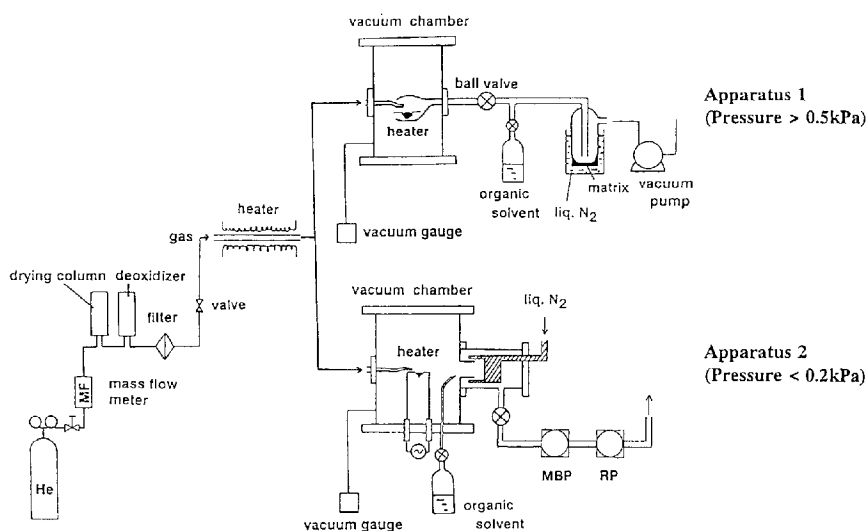 vacuum chamber
ball valve
heater
organic
solvent
matrix
liq. N2
vacuum
pump
Apparatus 1
(Pressure > 0.5kPa)
vacuum gauge
heater
gas
drying column
deoxidizer
filter
valve
MF
mass flow
meter
He
vacuum chamber
heater
liq. N2
Apparatus 2
(Pressure < 0.2kPa)
MBP
RP
organic
solvent
vacuum gauge